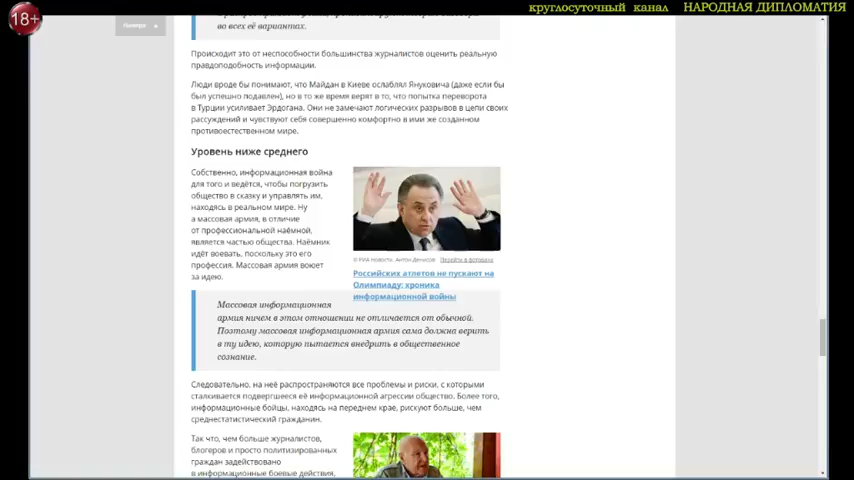 18+
круглосуточный канал НАРОДНАЯ ДИПЛОМАТИЯ
Наверх
во всех её вариантах.
Происходит это от неспособности большинства журналистов оценить реальную
правдоподобность информации.
Люди вроде бы понимают, что Майдан в Киеве ослаблял Януковича (даже если бы
был успешно подавлен), но в то же время верят в то, что попытка переворота
в Турции усиливает Эрдогана. Они не замечают логических разрывов в цепи своих
рассуждений и чувствуют себя совершенно комфортно в ими же созданном
противоестественном мире.
Уровень ниже среднего
Собственно, информационная война
для того и ведётся, чтобы погрузить
общество в сказку и управлять им,
находясь в реальном мире. Ну
а массовая армия, в отличие
от профессиональной наёмной,
является частью общества. Наёмник
идёт воевать, поскольку это его
профессия. Массовая армия воюет
за идею.
© РИА Новости. Антон Денисов Перейти в фотобанк
Российских атлетов не пускают на
Олимпиаду: хроника
информационной войны
Массовая информационная
армия ничем в этом отношении не отличается от обычной.
Поэтому массовая информационная армия сама должна верить
в ту идею, которую пытается внедрить в общественное
сознание.
Следовательно, на неё распространяются все проблемы и риски, с которыми
сталкивается подвергшееся её информационной агрессии общество. Более того,
информационные бойцы, находясь на переднем крае, рискуют больше, чем
среднестатистический гражданин.
Так что, чем больше журналистов,
блогеров и просто политизированных
граждан задействовано
в информационные боевые действия,